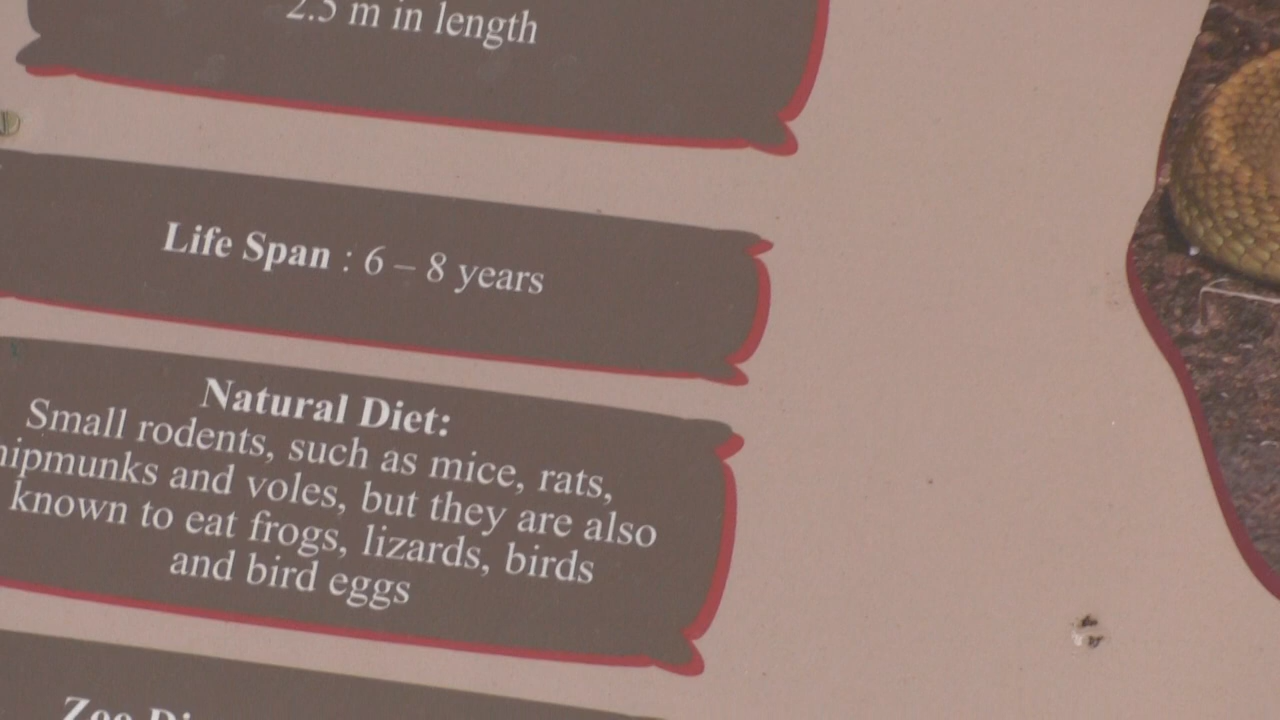 2.5 m in length
Life Span : 6 – 8 years
Natural Diet:
Small rodents, such as mice, rats,
and voles, but they are also
known to eat frogs, lizards, birds
and bird eggs
Zoo